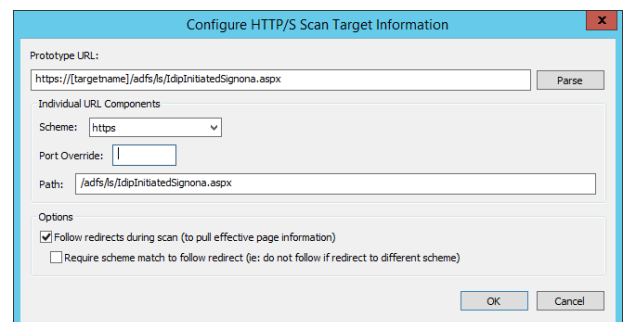 Configure HTTP/S Scan Target Information
x
Prototype URL:
https://[targetname]/adfs/ls/IdipInitiatedSignona.aspx
Parse
Individual URL Components
Scheme: https
Port Override:
Path: /adfs/ls/IdipInitiatedSignona.aspx
Options
Follow redirects during scan (to pull effective page information)
Require scheme match to follow redirect (ie: do not follow if redirect to different scheme)
OK Cancel